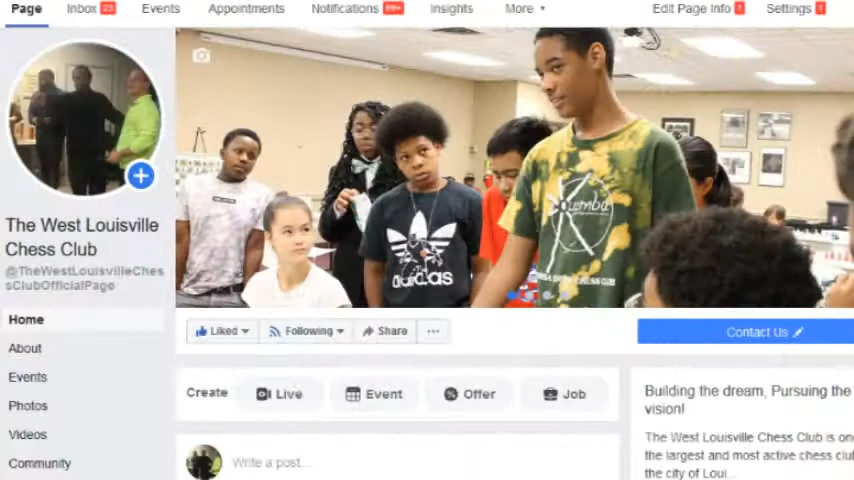 Page Inbox 23 Events Appointments Notifications 99+ Insights More Edit Page Info 1 Settings 1
adidas
The West Louisville
Chess Club
@TheWestLouisvilleChes
sClubOfficialPage
Home
About
Events
Photos
Videos
Community
Liked Following Share ... Contact Us
Create Live Event Offer Job
Write a post...
Building the dream, Pursuing the
vision!
The West Louisville Chess Club is one
the largest and most active chess club
the city of Loui...